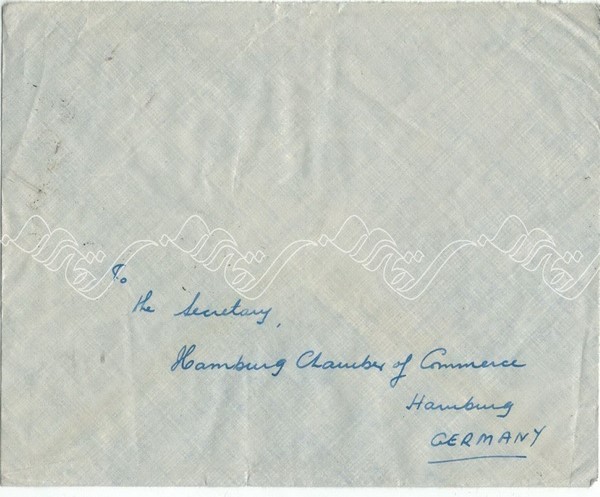 To
the Secretary,
Hamburg Chamber of Commerce
Hamburg
GERMANY